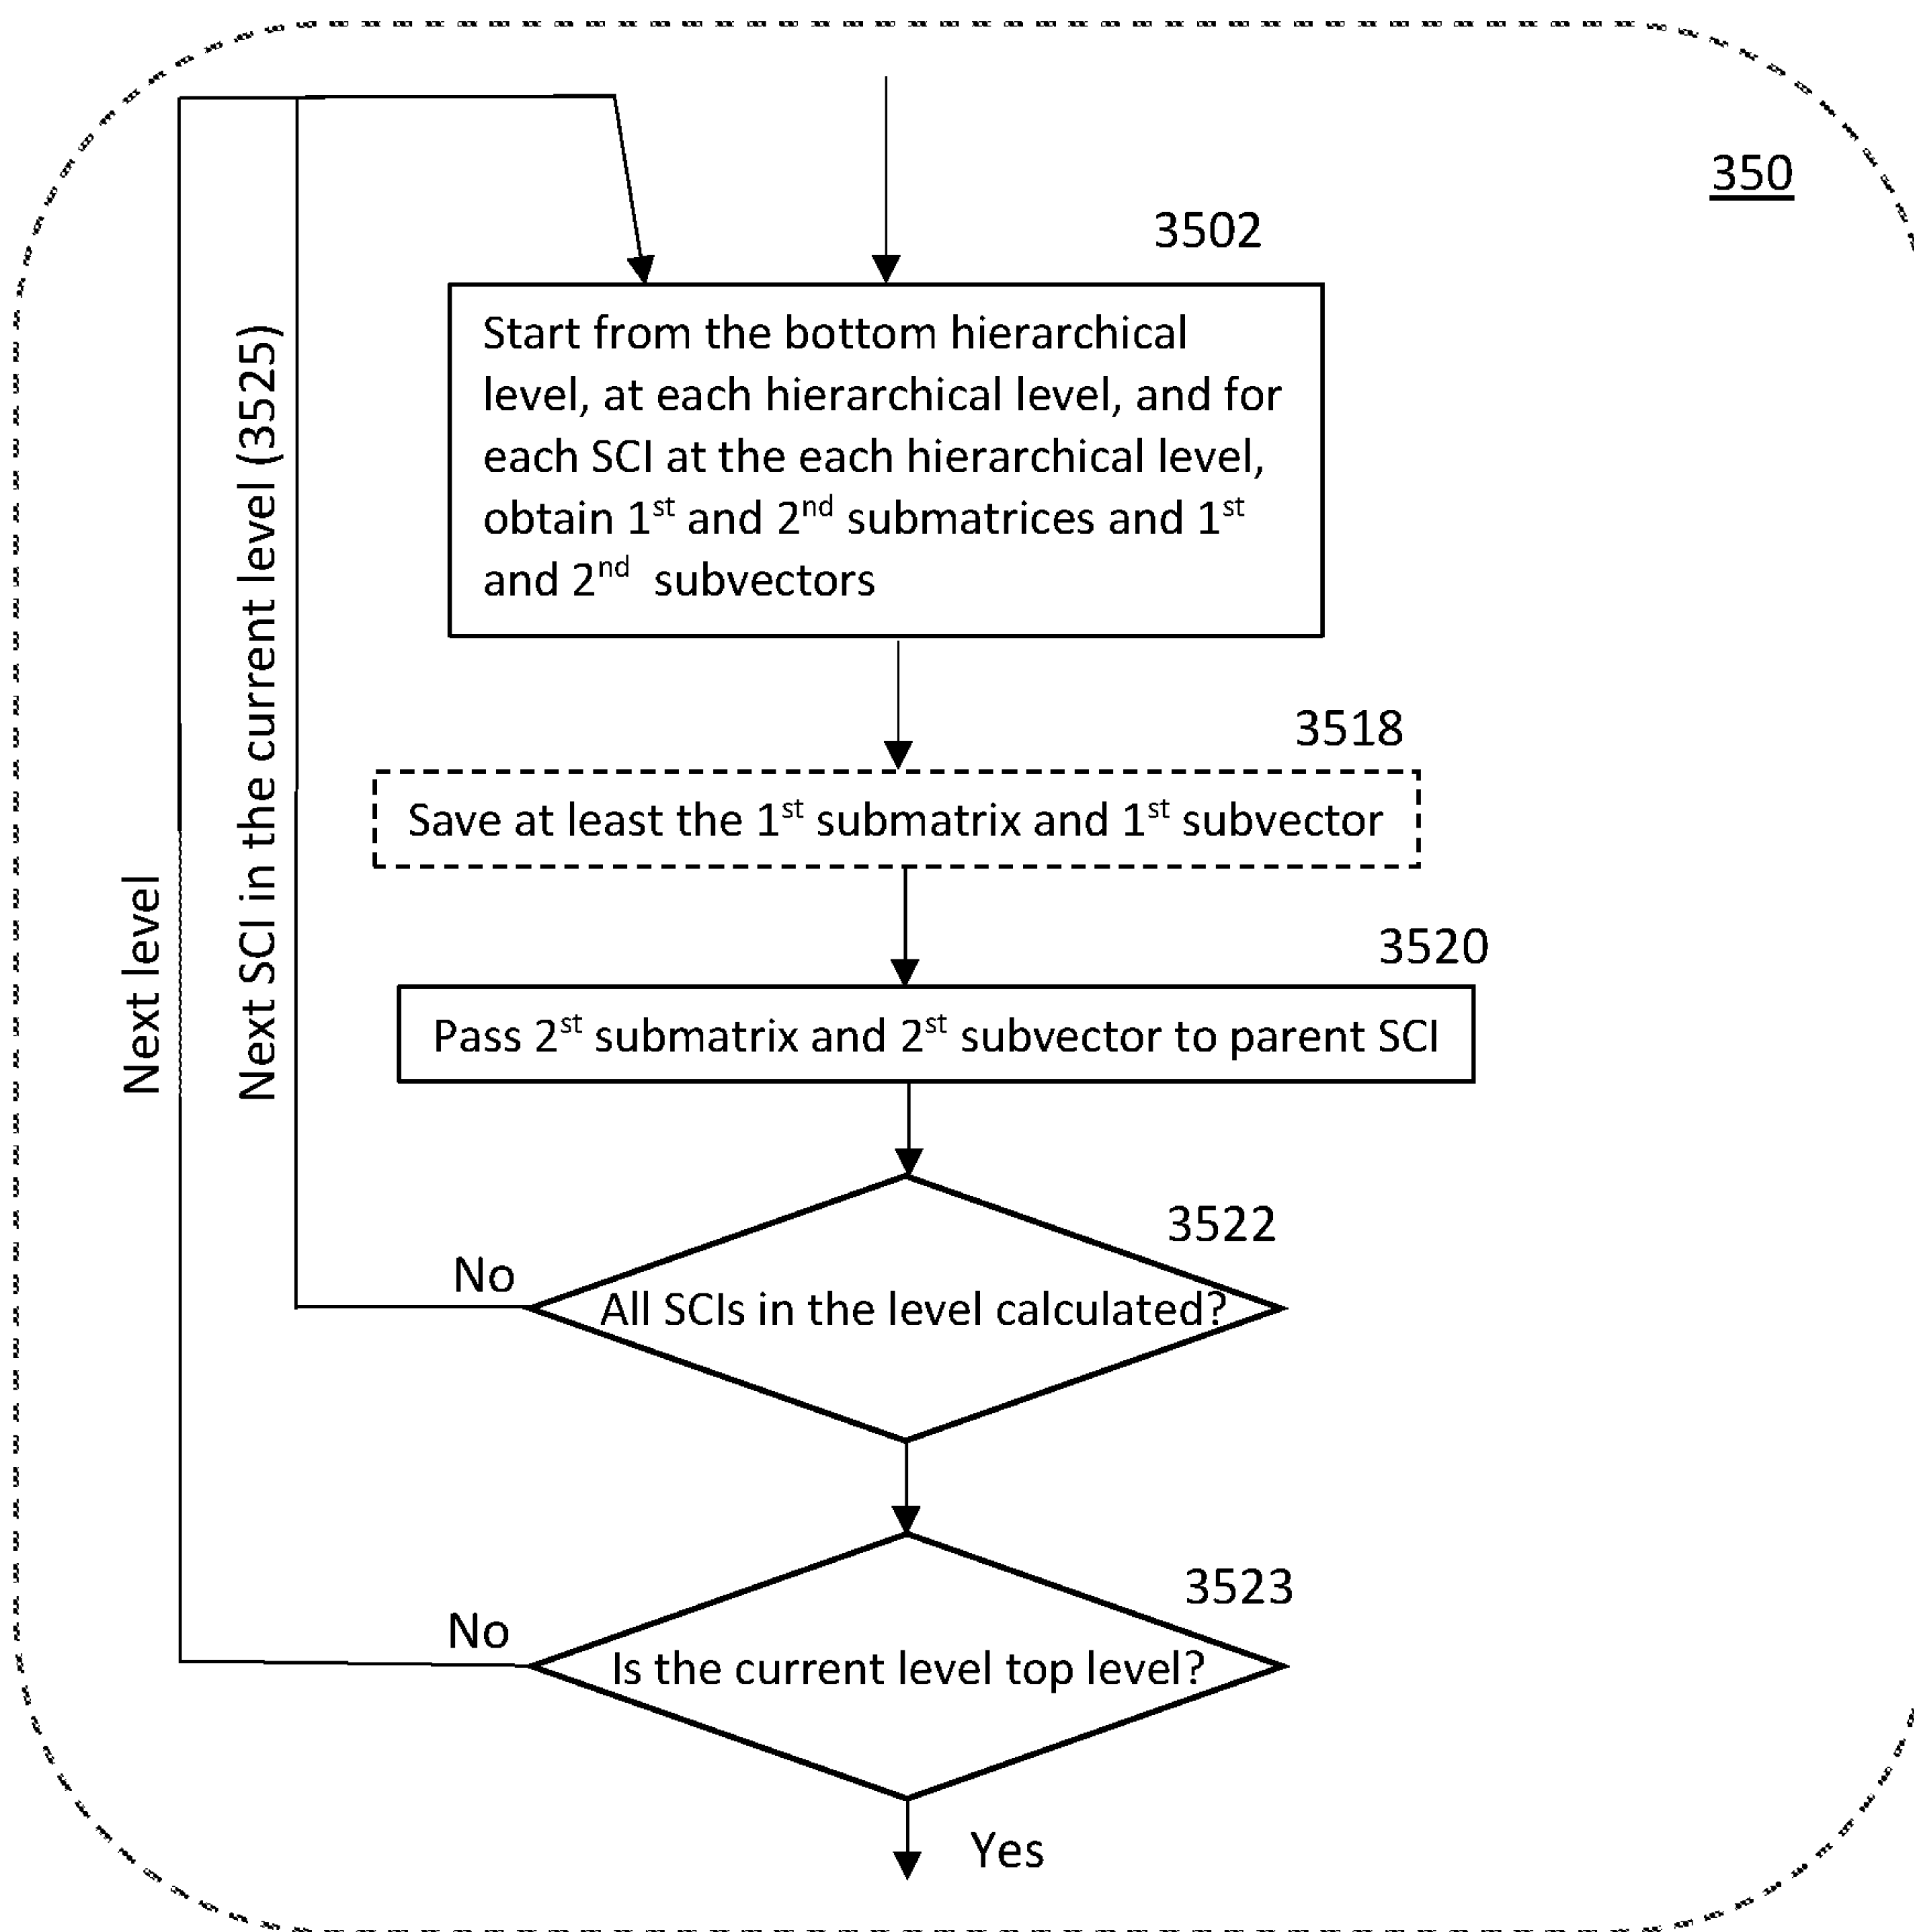 350
3502
Start from the bottom hierarchical
level, at each hierarchical level, and for
each SCI at the each hierarchical level,
obtain 1st and 2nd submatrices and 1st
and 2nd subvectors
3518
Save at least the 1st submatrix and 1st subvector
3520
Pass 2st submatrix and 2st subvector to parent SCI
3522
No
All SCIs in the level calculated?
Next SCI in the current level (3525)
3523
No
Is the current level top level?
Next level
Yes